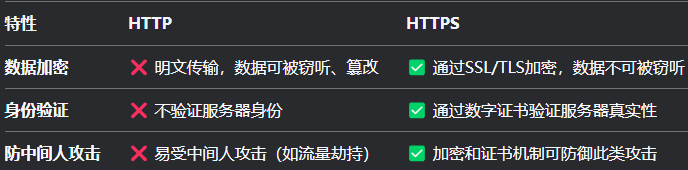 特性 HTTP HTTPS
数据加密 ❌ 明文传输，数据可被窃听、篡改 ✅ 通过SSL/TLS加密，数据不可被窃听
身份验证 ❌ 不验证服务器身份 ✅ 通过数字证书验证服务器真实性
防中间人攻击 ❌ 易受中间人攻击（如流量劫持） ✅ 加密和证书机制可防御此类攻击